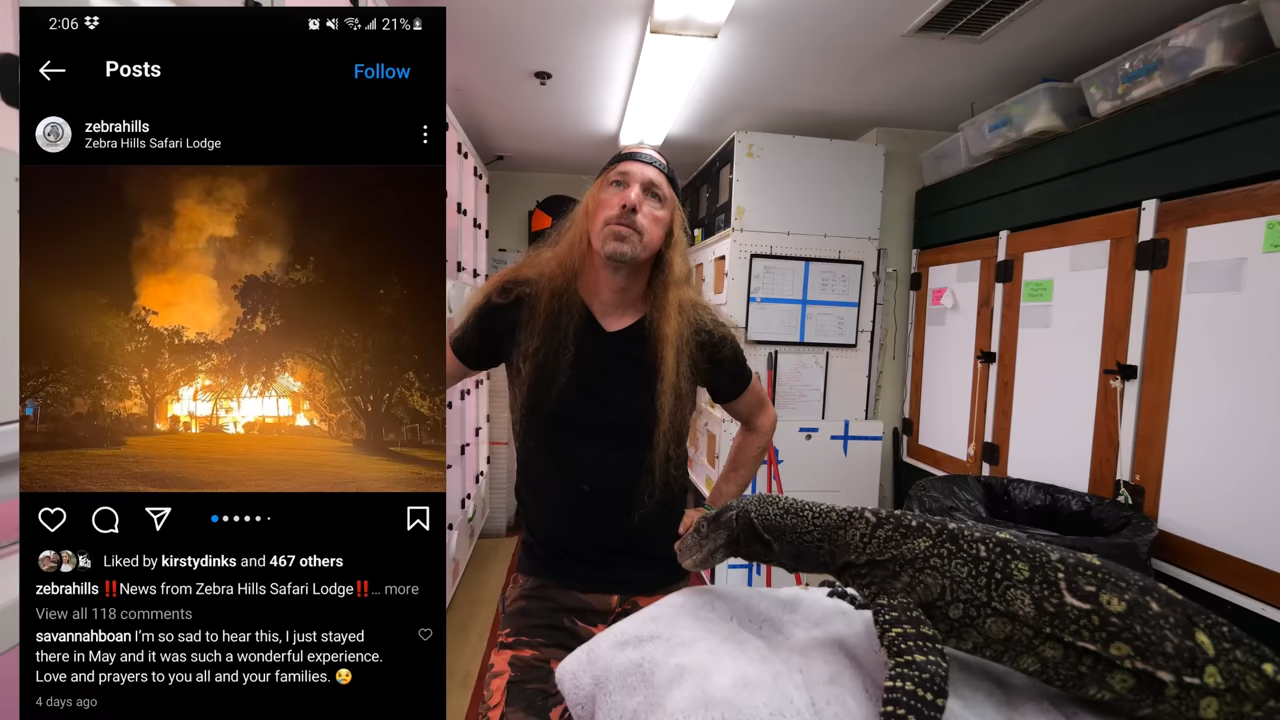 2:06
21%
Posts
Follow
zebrahills
Zebra Hills Safari Lodge
Liked by kirstydinks and 467 others
zebrahills ‼️News from Zebra Hills Safari Lodge‼️... more
View all 118 comments
savannahboan I'm so sad to hear this, I just stayed
there in May and it was such a wonderful experience.
Love and prayers to you all and your families. 😢
4 days ago